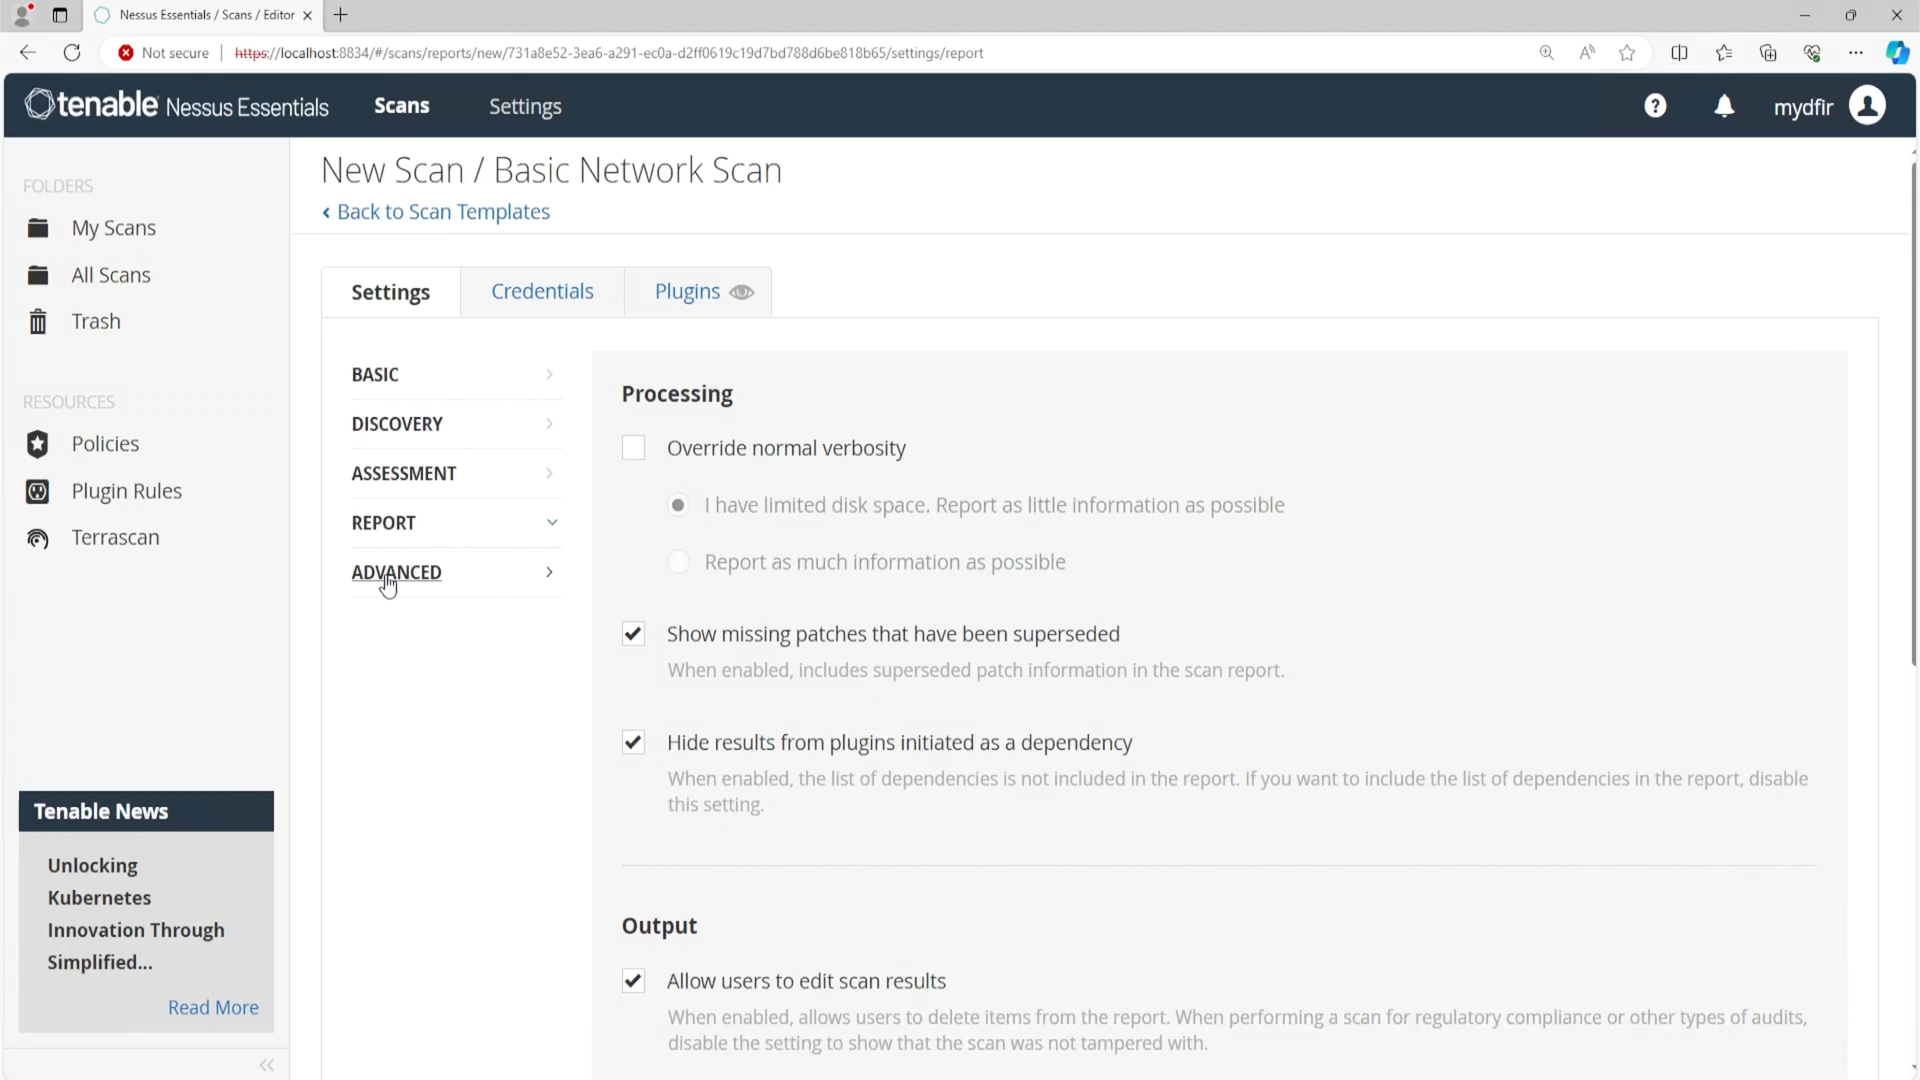 Nessus Essentials / Scans / Editor
Not secure
https://localhost:8834/#/scans/reports/new/731a8e52-3ea6-a291-ec0a-d2ff0619c19d7bd788d6be818b65/settings/report
tenable Nessus Essentials
Scans
Settings
mydfir
FOLDERS
My Scans
All Scans
Trash
RESOURCES
Policies
Plugin Rules
Terrascan
Tenable News
Unlocking
Kubernetes
Innovation Through
Simplified...
Read More
New Scan / Basic Network Scan
Back to Scan Templates
Settings
Credentials
Plugins
BASIC
DISCOVERY
ASSESSMENT
REPORT
ADVANCED
Processing
Override normal verbosity
I have limited disk space. Report as little information as possible
Report as much information as possible
Show missing patches that have been superseded
When enabled, includes superseded patch information in the scan report.
Hide results from plugins initiated as a dependency
When enabled, the list of dependencies is not included in the report. If you want to include the list of dependencies in the report, disable
this setting.
Output
Allow users to edit scan results
When enabled, allows users to delete items from the report. When performing a scan for regulatory compliance or other types of audits,
disable the setting to show that the scan was not tampered with.